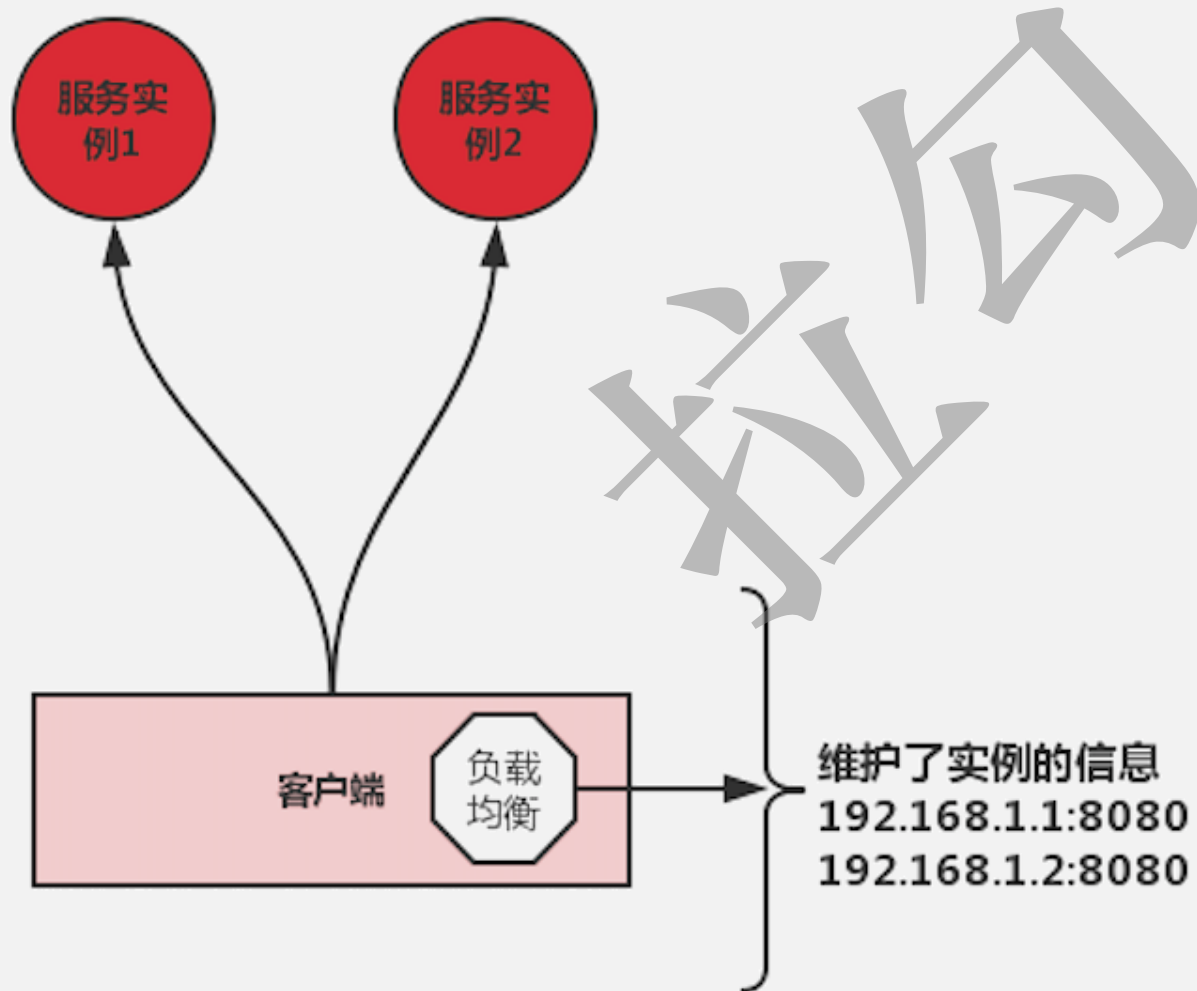 服务实
例1
服务实
例2
拉勾
客户端
负载
均衡
维护了实例的信息
192.168.1.1:8080
192.168.1.2:8080